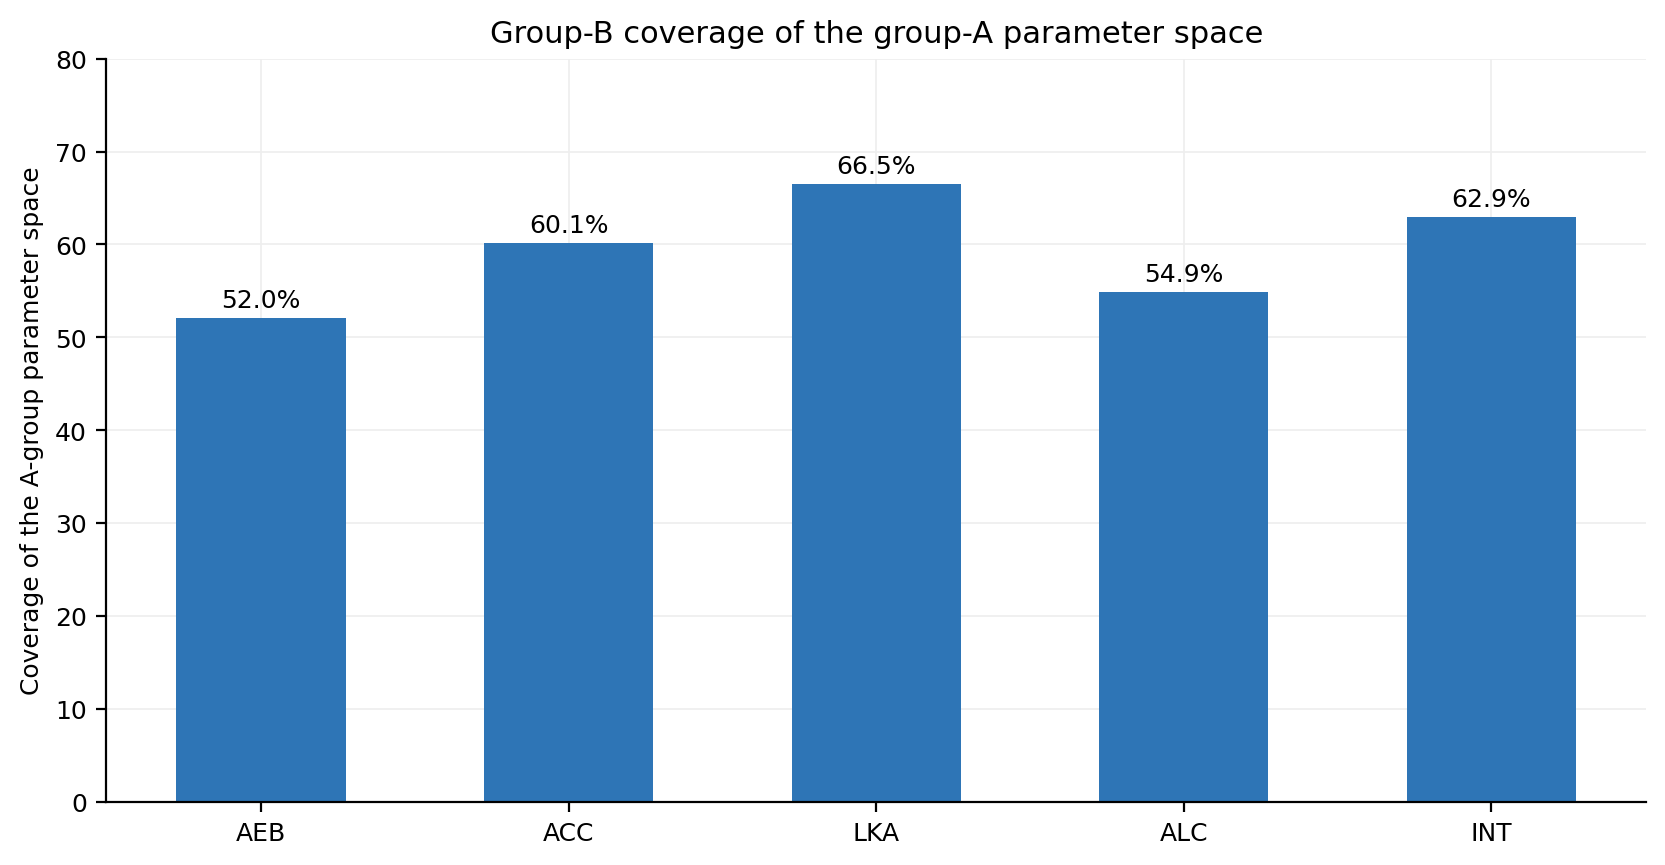 Group-B coverage of the group-A parameter space
Coverage of the A-group parameter space
80
70
60
50
40
30
20
10
0
52.0%
60.1%
66.5%
54.9%
62.9%
AEB
ACC
LKA
ALC
INT